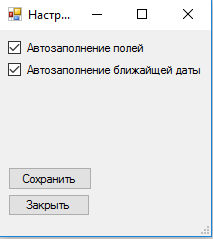 Настр...
Автозаполнение полей
Автозаполнение ближайщей даты
Сохранить
Закрыть